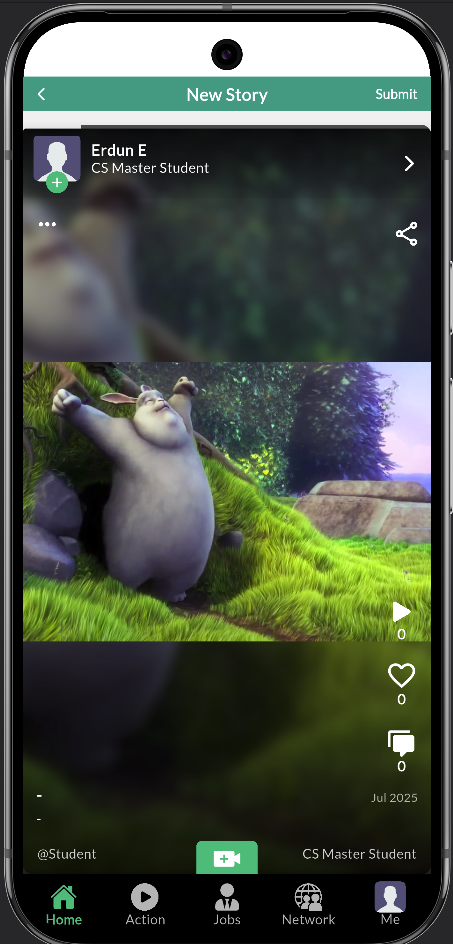 New Story
Submit
Erdun E
CS Master Student
0
0
0
-
Jul 2025
-
@Student
CS Master Student
Home
Action
Jobs
Network
Me